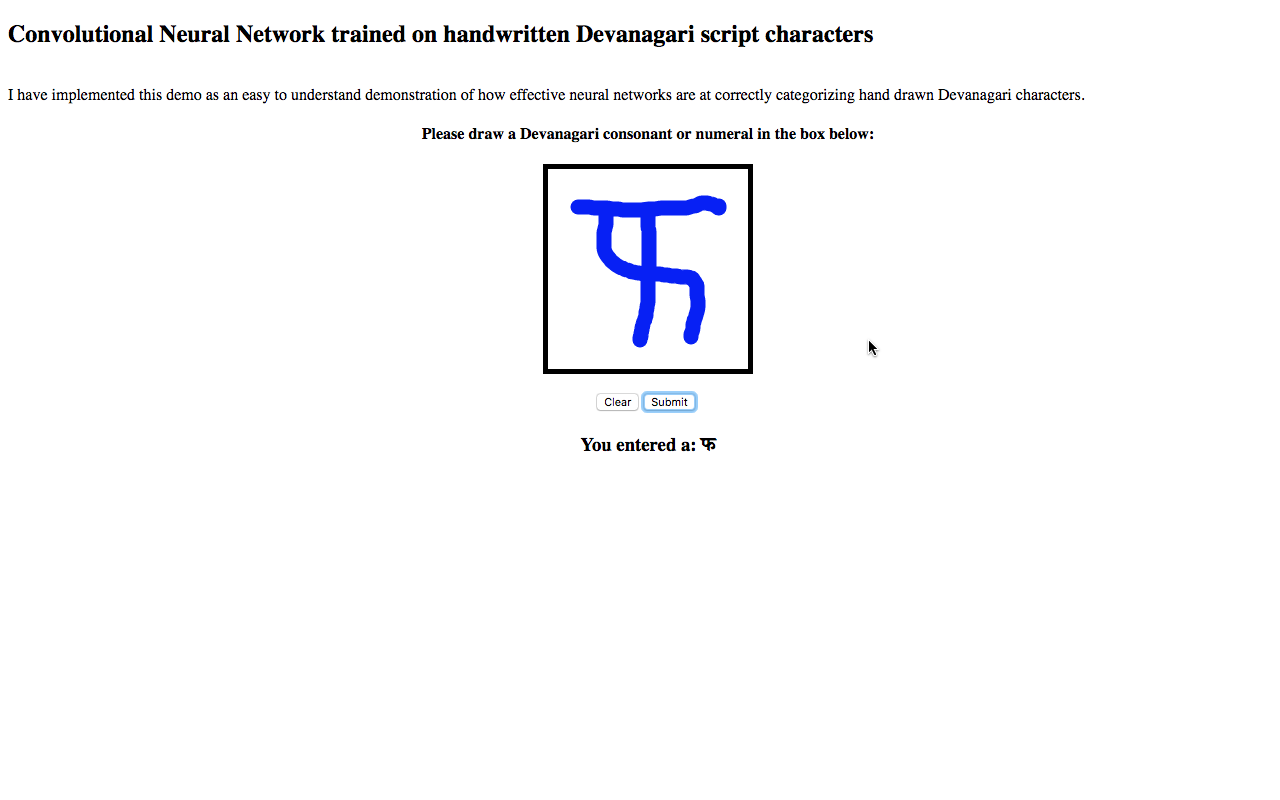 Convolutional Neural Network trained on handwritten Devanagari script characters
I have implemented this demo as an easy to understand demonstration of how effective neural networks are at correctly categorizing hand drawn Devanagari characters.
Please draw a Devanagari consonant or numeral in the box below:
फ
Clear Submit
You entered a: फ